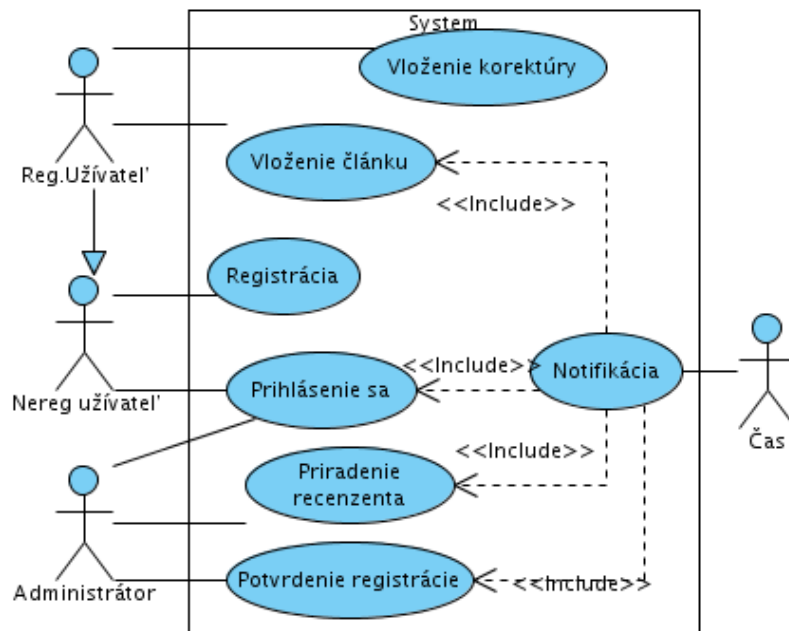 System
Vloženie korektúry
Reg.Užívateľ
Vloženie článku
<<Include>>
Registrácia
Nereg užívateľ
Prihlásenie sa
<<Include>>
Notifikácia
Čas
<<Include>>
Priradenie
recenzenta
Administrátor
Potvrdenie registrácie
<<Include>>